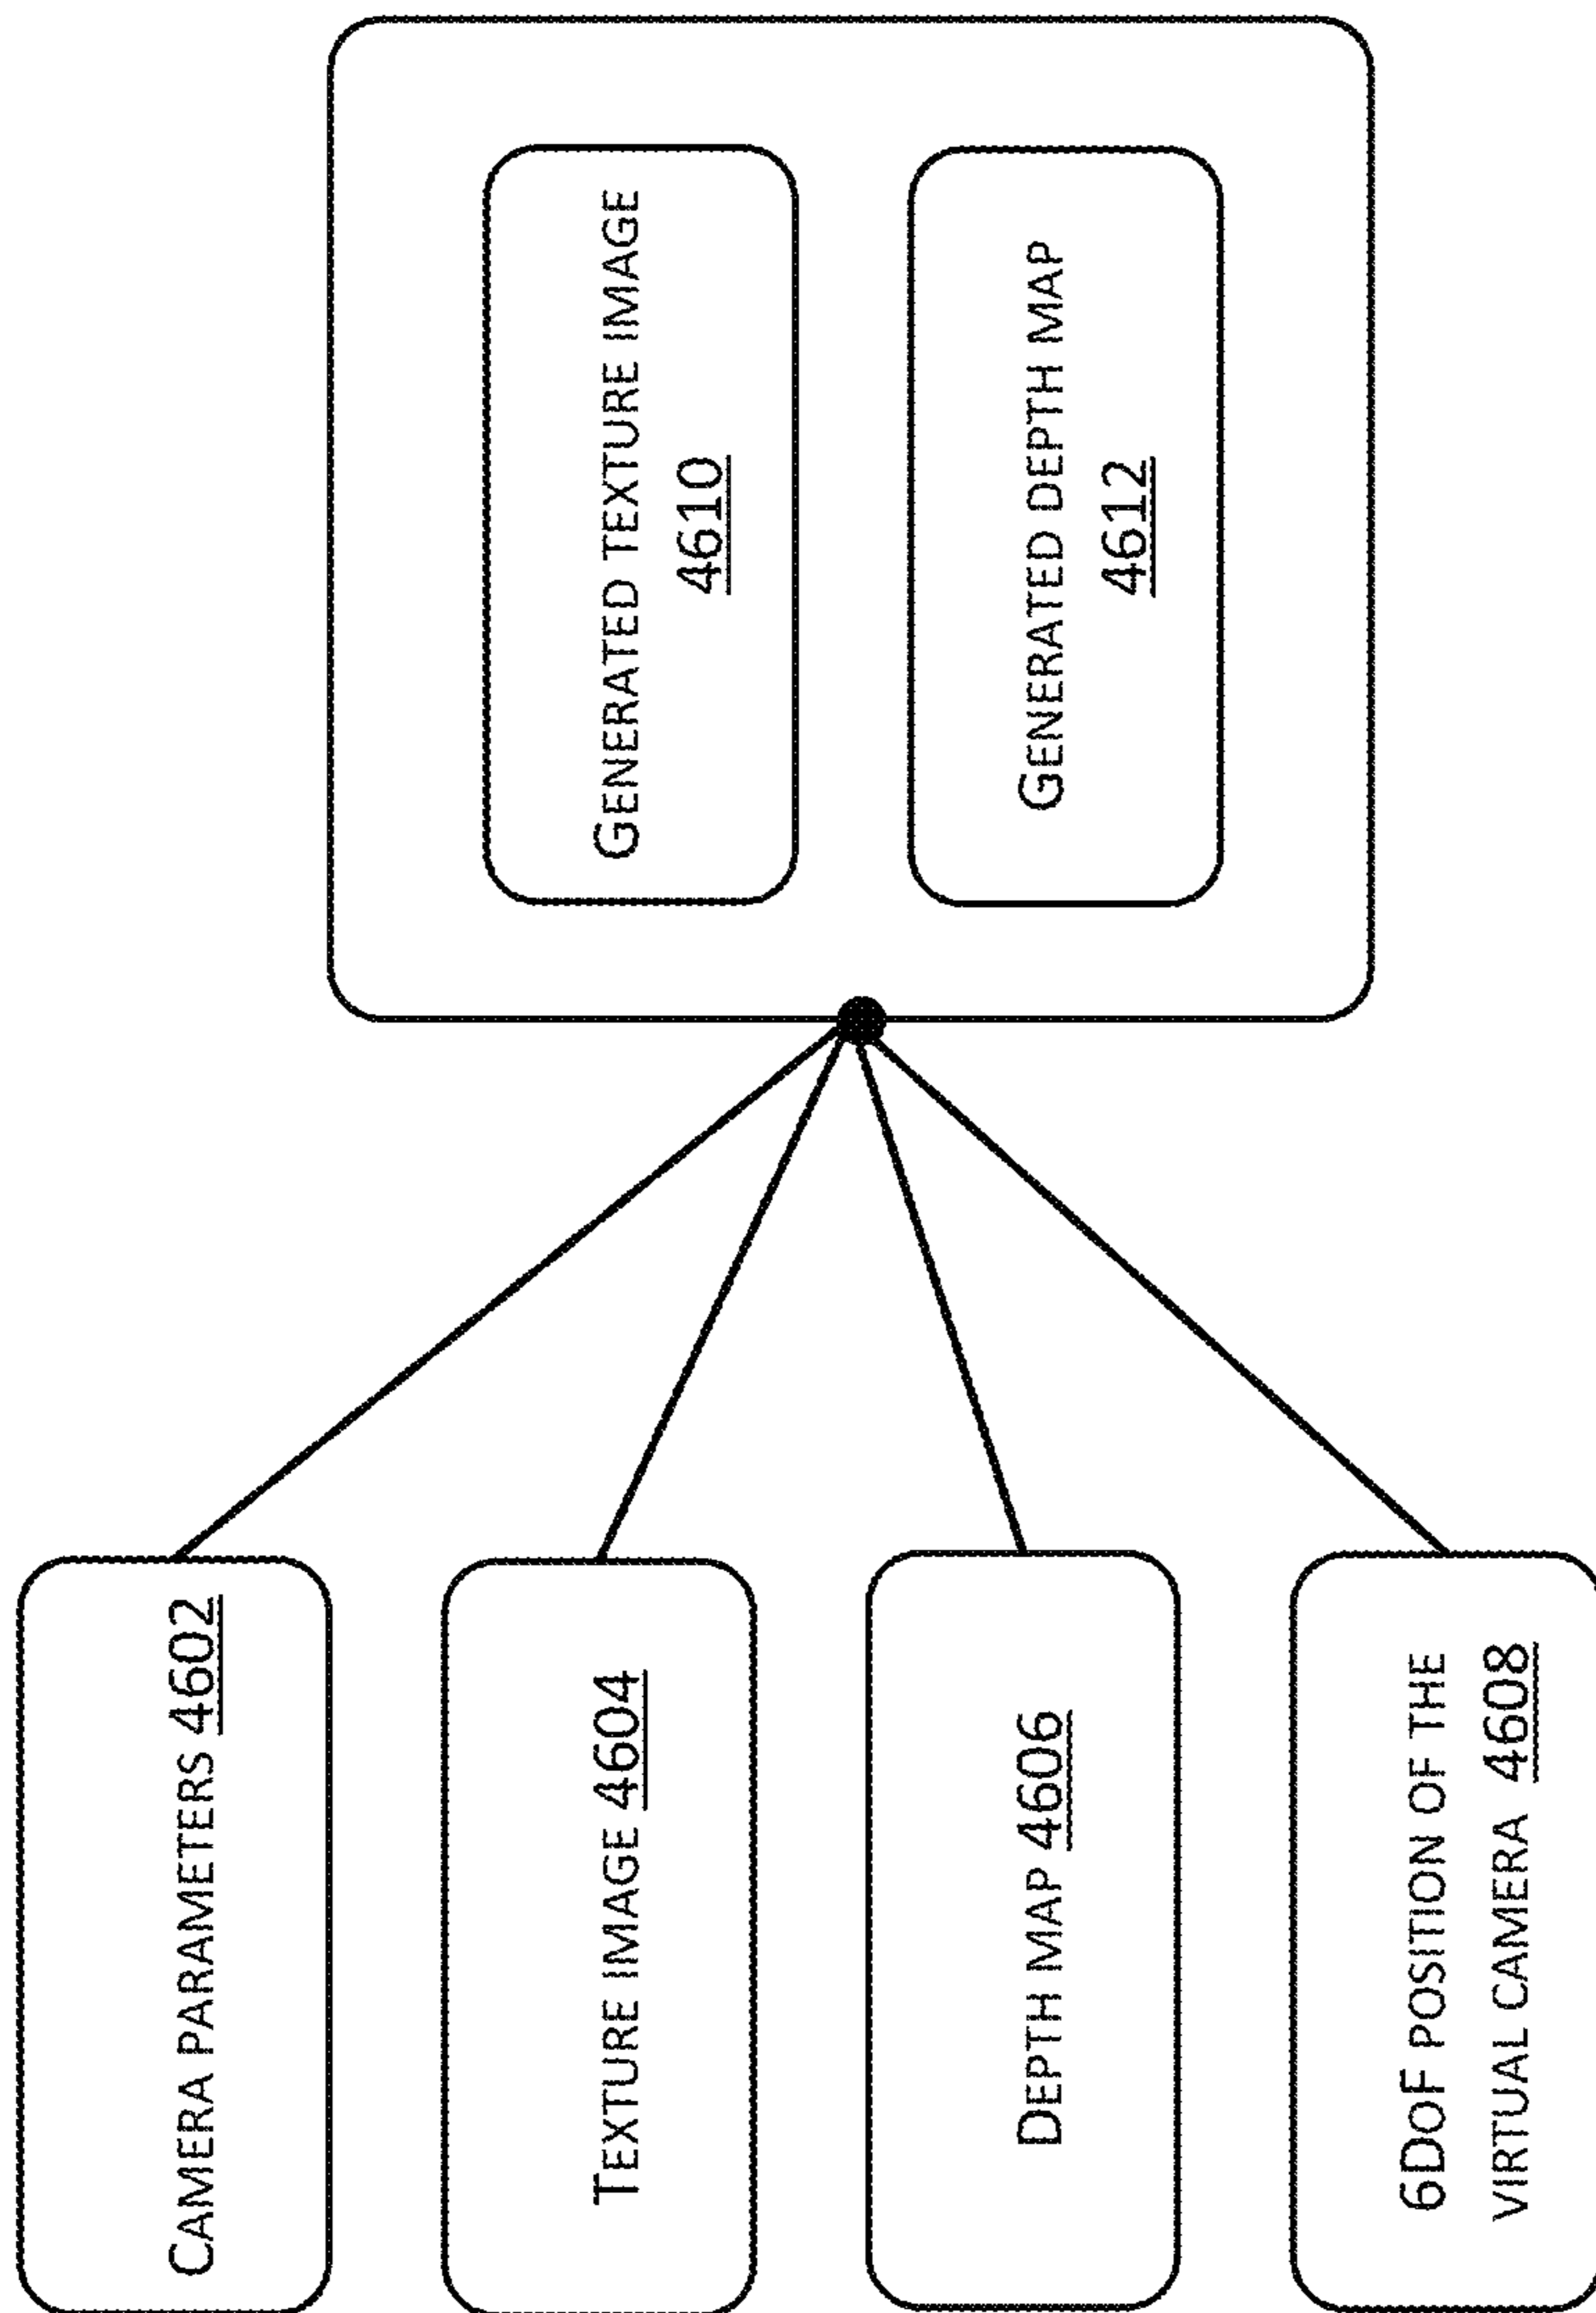 CAMERA PARAMETERS 4602
TEXTURE IMAGE 4604
DEPTH MAP 4606
6DOF POSITION OF THE
VIRTUAL CAMERA 4608
GENERATED TEXTURE IMAGE
4610
GENERATED DEPTH MAP
4612